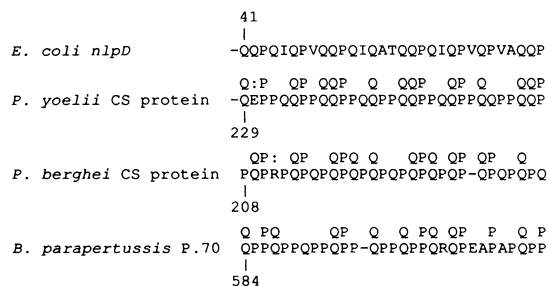 41
|
E. coli nlpD -QQPQIQPVQQPQIQATQQPQIQPVQPVAQQP
Q:P QP QQP Q QQP QP Q QQP
P. yoelii CS protein -QEPPQQPPQQPPQQPPQQPPQQPPQQPPQQP
|
229
QP: QP QPQ Q QPQ QP QP Q
P. berghei CS protein PQPRPQPQPQPQPQPQPQPQPQP-QPQPQPQ
|
208
Q PQ QP Q Q PQ QP P Q P
B. parapertussis P.70 QPPQPPQPPQPP-QPPQPPQRQPEAPAPQPP
|
584